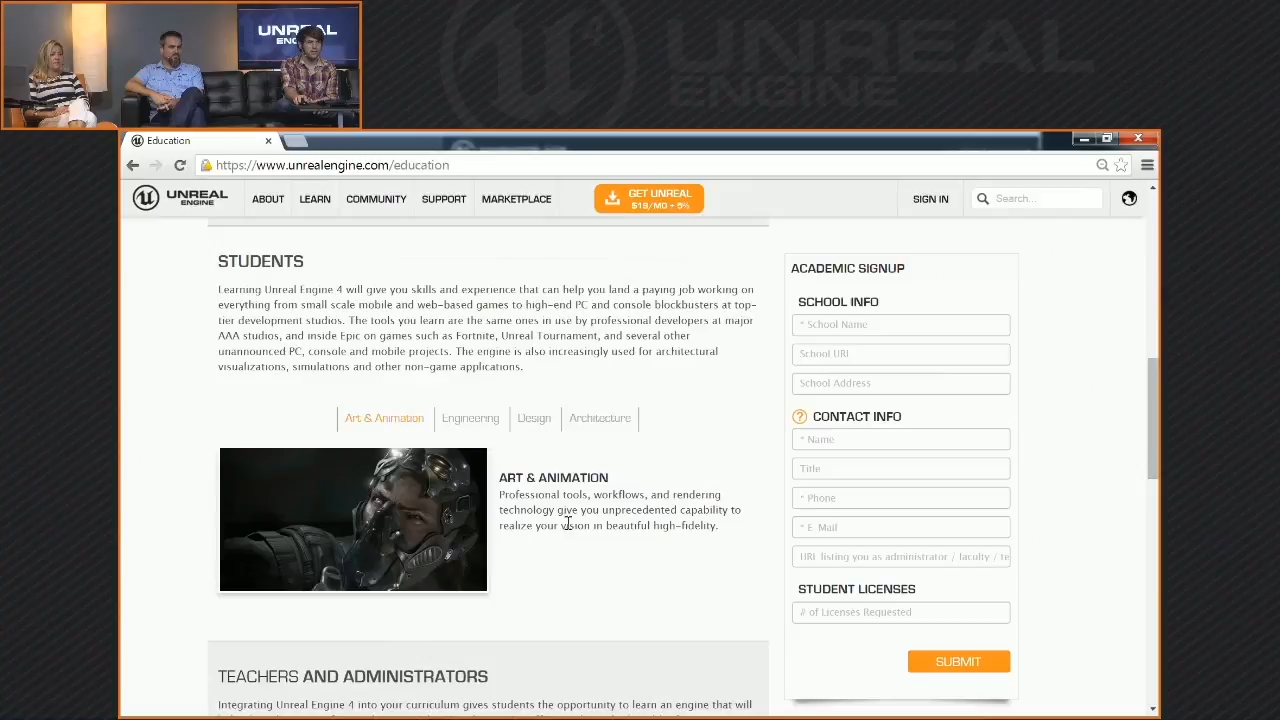 UNREAL
ENGINE
UNREAL
Education
https://www.unrealengine.com/education
UNREAL
ENGINE
ABOUT
LEARN
COMMUNITY
SUPPORT
MARKETPLACE
GET UNREAL
$19/MO + 5%
SIGN IN
Search...
STUDENTS
Learning Unreal Engine 4 will give you skills and experience that can help you land a paying job working on
everything from small scale mobile and web-based games to high-end PC and console blockbusters at top-
tier development studios. The tools you learn are the same ones in use by professional developers at major
AAA studios, and inside Epic on games such as Fortnite, Unreal Tournament, and several other
unannounced PC, console and mobile projects. The engine is also increasingly used for architectural
visualizations, simulations and other non-game applications.
Art & Animation
Engineering
Design
Architecture
ART & ANIMATION
Professional tools, workflows, and rendering
technology give you unprecedented capability to
realize your vision in beautiful high-fidelity.
TEACHERS AND ADMINISTRATORS
Integrating Unreal Engine 4 into your curriculum gives students the opportunity to learn an engine that will
ACADEMIC SIGNUP
SCHOOL INFO
* School Name
School URL
School Address
? CONTACT INFO
* Name
Title
* Phone
* E-Mail
URL listing you as administrator / faculty / te
STUDENT LICENSES
# of Licenses Requested
SUBMIT